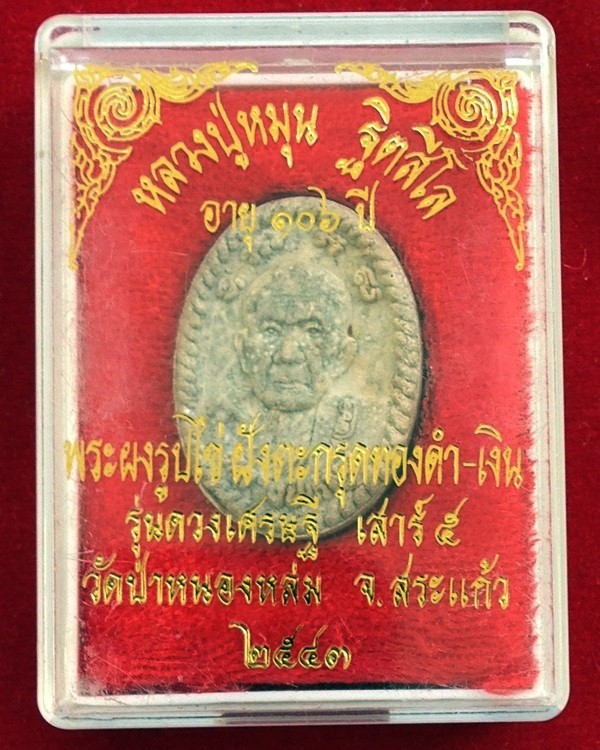 หลวงปู่หมุน ฐิตสีโล
อายุ ๑๐๖ ปี
พระผงรูปไข่ ฝังตะกรุดทองคำ-เงิน
รุ่นดวงเศรษฐี เสาร์ ๕
วัดป่าหนองหล่ม จ.สระแก้ว
๒๕๔๓